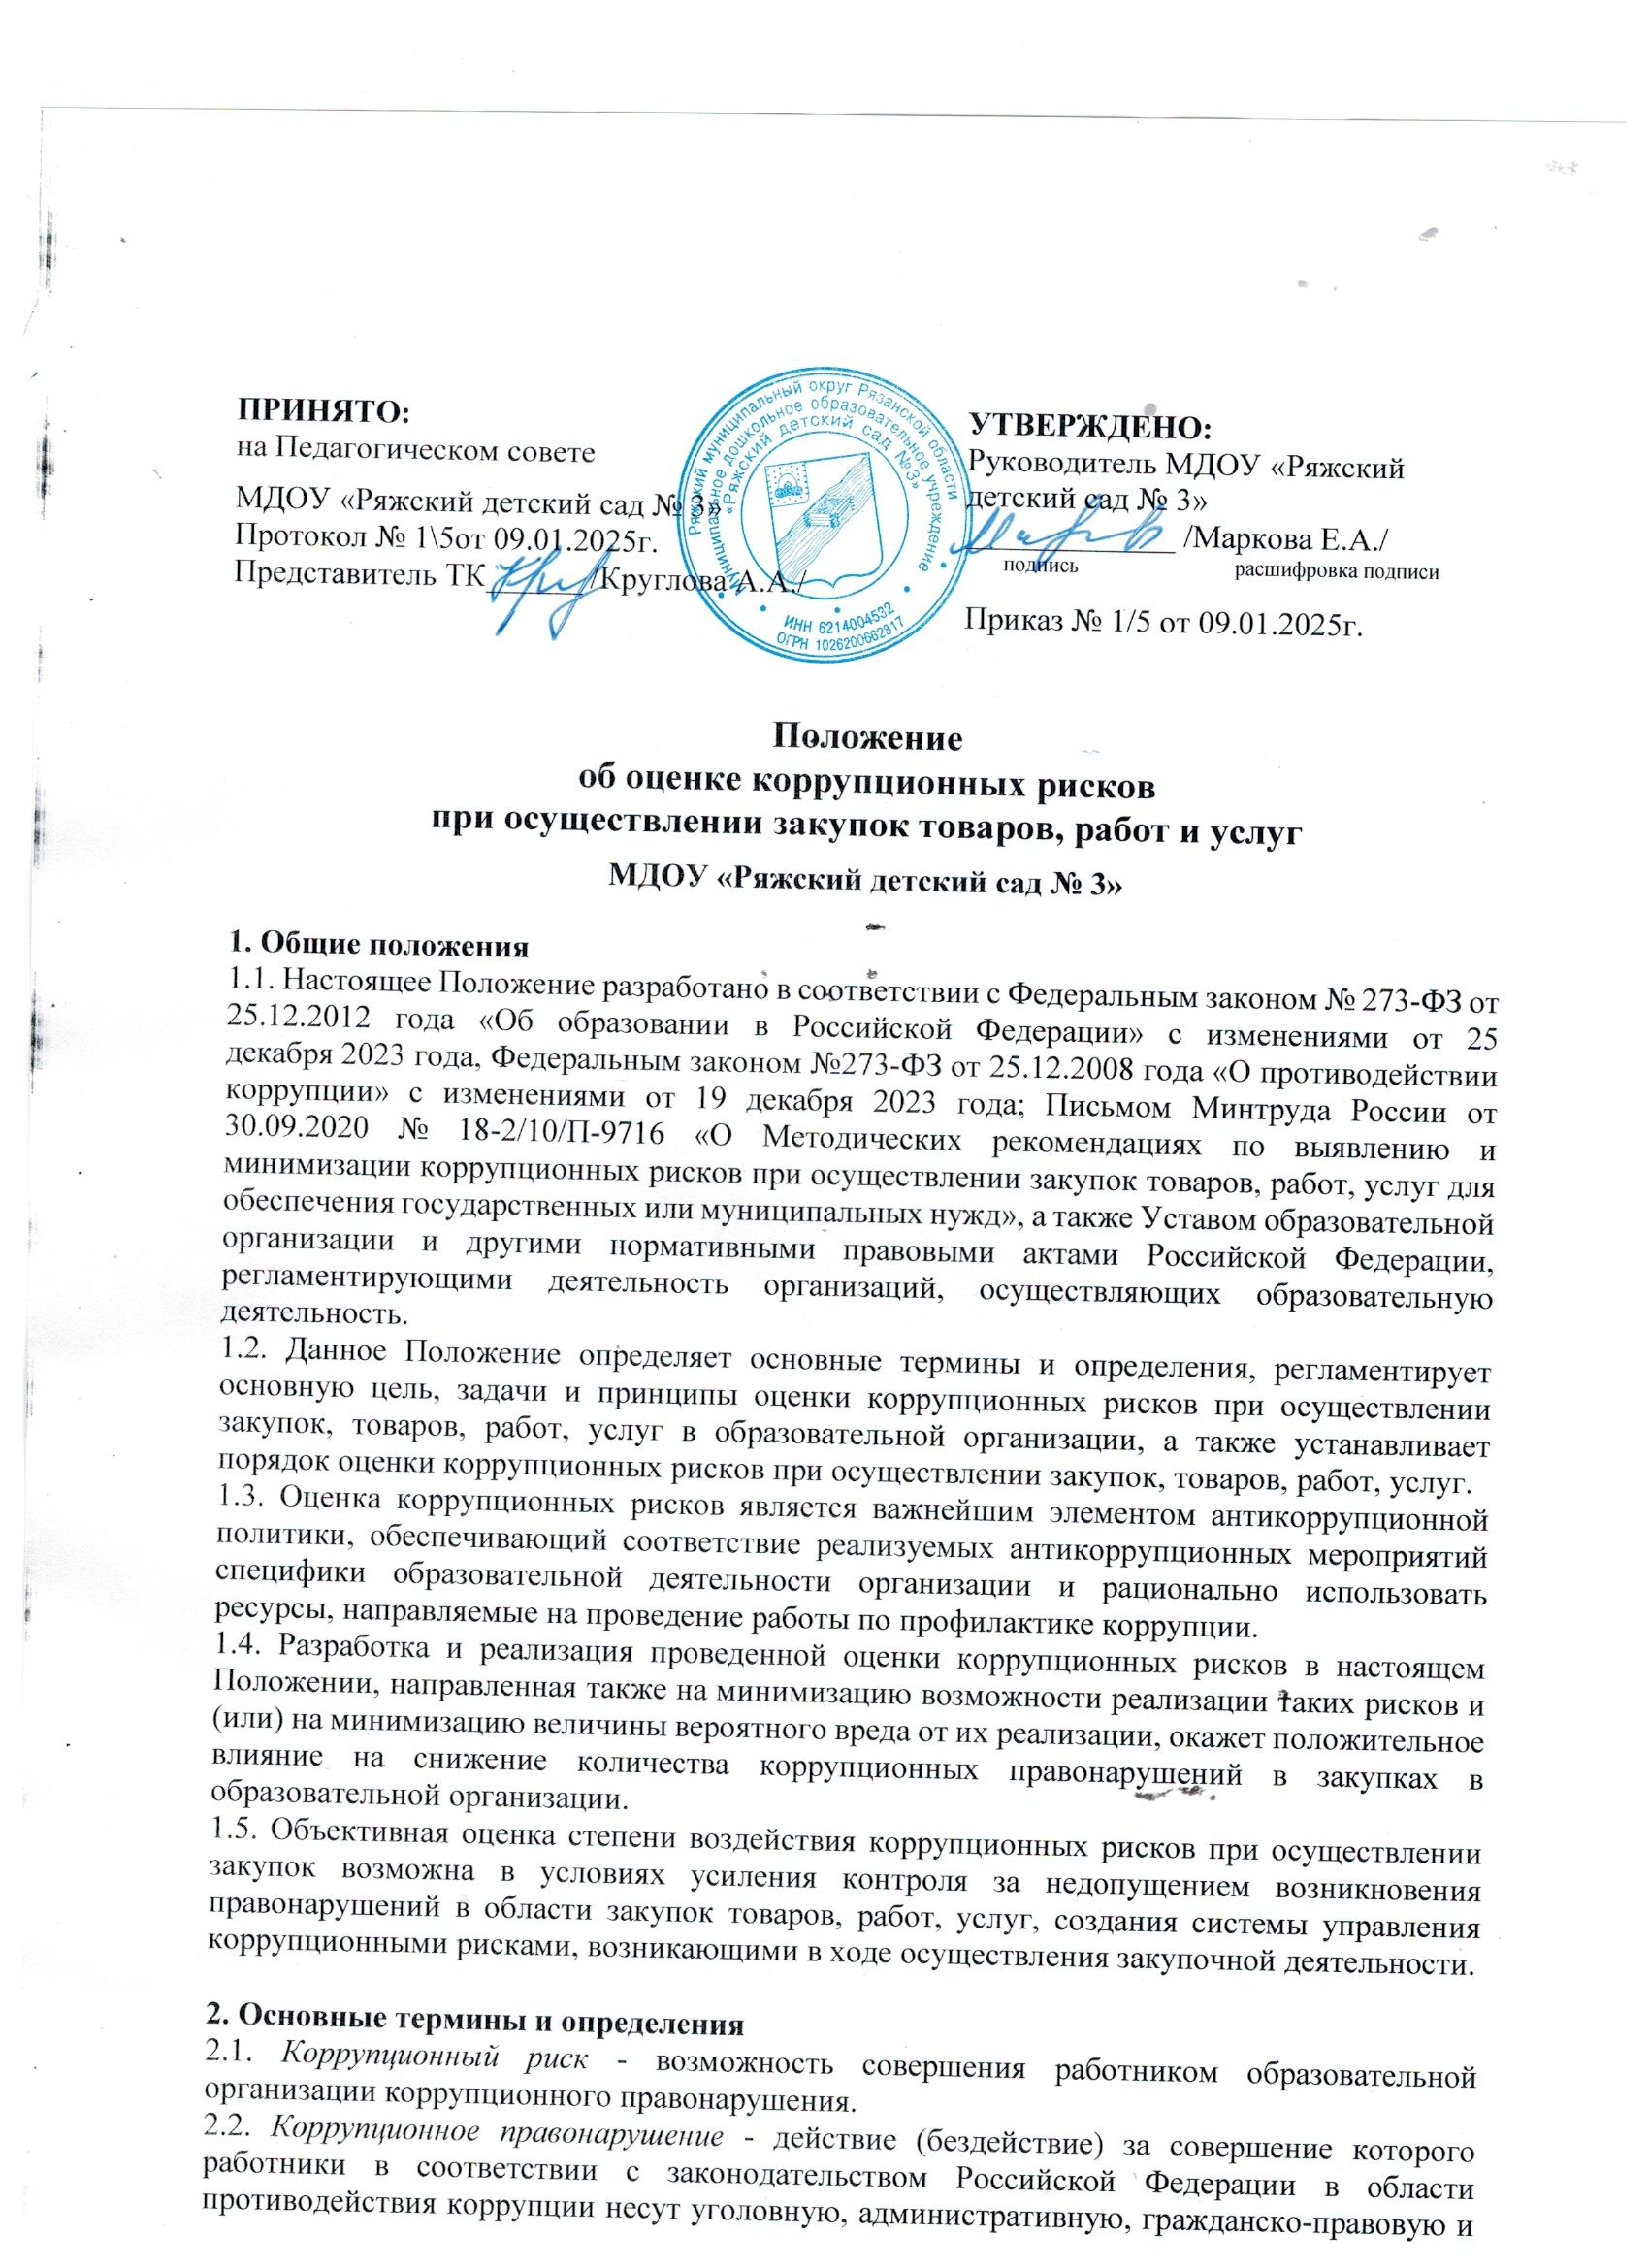 ПРИНЯТО:
на Педагогическом совете
МДОУ «Ряжский детский сад № 3»
Протокол № 1\5от 09.01.2025г.
Представитель ТК______/Круглова А.А./
Ряжский муниципальный округ Рязанской области
Муниципальное дошкольное образовательное учреждение
«Ряжский детский сад №3»
ИНН 6214004532
ОГРН 1026200662817
УТВЕРЖДЕНО:
Руководитель МДОУ «Ряжский
детский сад № 3»
_____________ /Маркова Е.А./
подпись расшифровка подписи
Приказ № 1/5 от 09.01.2025г.
Положение
об оценке коррупционных рисков
при осуществлении закупок товаров, работ и услуг
МДОУ «Ряжский детский сад № 3»
1. Общие положения
1.1. Настоящее Положение разработано в соответствии с Федеральным законом № 273-ФЗ от
25.12.2012 года «Об образовании в Российской Федерации» с изменениями от 25
декабря 2023 года, Федеральным законом №273-ФЗ от 25.12.2008 года «О противодействии
коррупции» с изменениями от 19 декабря 2023 года; Письмом Минтруда России от
30.09.2020 № 18-2/10/П-9716 «О Методических рекомендациях по выявлению и
минимизации коррупционных рисков при осуществлении закупок товаров, работ, услуг для
обеспечения государственных или муниципальных нужд», а также Уставом образовательной
организации и другими нормативными правовыми актами Российской Федерации,
регламентирующими деятельность организаций, осуществляющих образовательную
деятельность.
1.2. Данное Положение определяет основные термины и определения, регламентирует
основную цель, задачи и принципы оценки коррупционных рисков при осуществлении
закупок, товаров, работ, услуг в образовательной организации, а также устанавливает
порядок оценки коррупционных рисков при осуществлении закупок, товаров, работ, услуг.
1.3. Оценка коррупционных рисков является важнейшим элементом антикоррупционной
политики, обеспечивающий соответствие реализуемых антикоррупционных мероприятий
специфики образовательной деятельности организации и рационально использовать
ресурсы, направляемые на проведение работы по профилактике коррупции.
1.4. Разработка и реализация проведенной оценки коррупционных рисков в настоящем
Положении, направленная также на минимизацию возможности реализации таких рисков и
(или) на минимизацию величины вероятного вреда от их реализации, окажет положительное
влияние на снижение количества коррупционных правонарушений в закупках в
образовательной организации.
1.5. Объективная оценка степени воздействия коррупционных рисков при осуществлении
закупок возможна в условиях усиления контроля за недопущением возникновения
правонарушений в области закупок товаров, работ, услуг, создания системы управления
коррупционными рисками, возникающими в ходе осуществления закупочной деятельности.
2. Основные термины и определения
2.1. Коррупционный риск - возможность совершения работником образовательной
организации коррупционного правонарушения.
2.2. Коррупционное правонарушение - действие (бездействие) за совершение которого
работники в соответствии с законодательством Российской Федерации в области
противодействия коррупции несут уголовную, административную, гражданско-правовую и